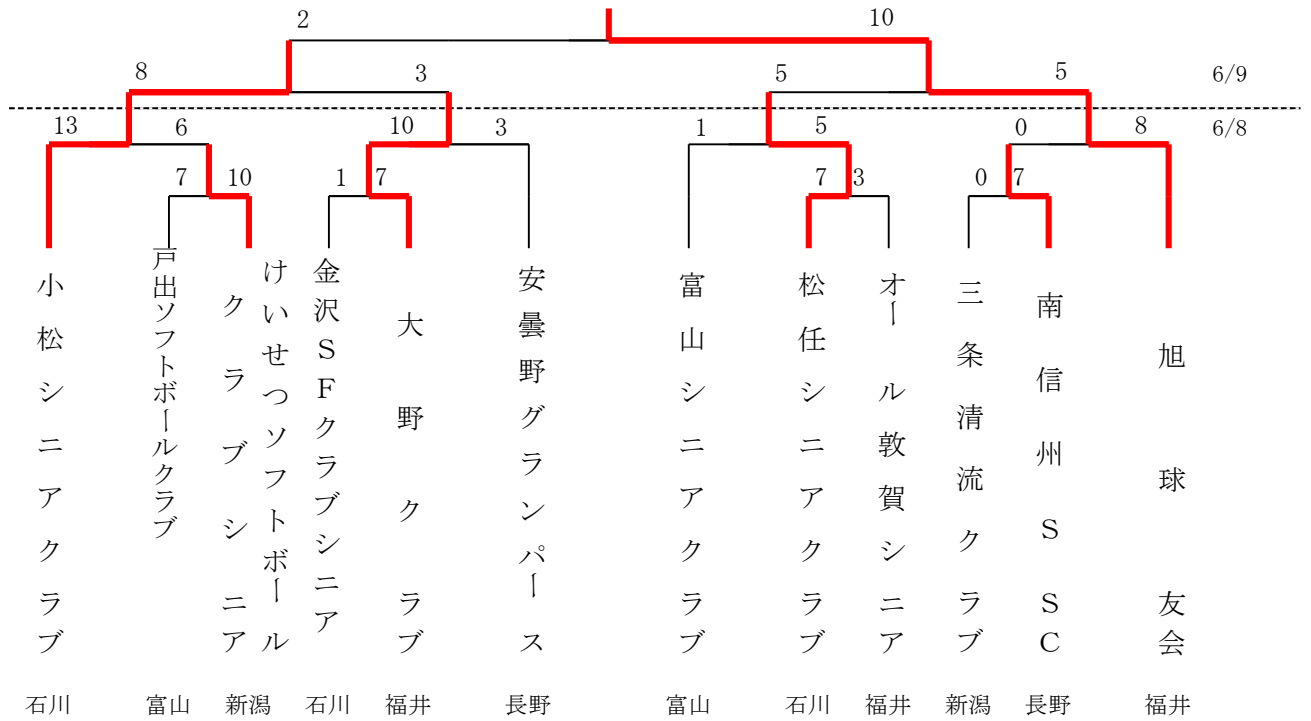 2 10
8 3 5 5 6/9
13 6 10 3 1 5 0 8 6/8
7 10 1 7 7 3 0 7
小松シニアクラブ
戸出ソフトボールクラブ
けいせつソフトボール
クラブシニア
金沢SFクラブシニア
大野クラブ
安曇野グランパース
富山シニアクラブ
松任シニアクラブ
オール敦賀シニア
三条清流クラブ
南信州SSC
旭球友会
石川 富山 新潟 石川 福井 長野 富山 石川 福井 新潟 長野 福井